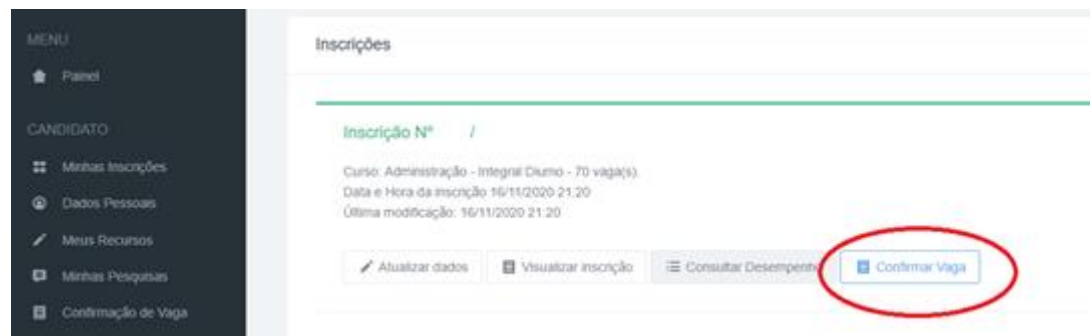 MENU
Painel
CANDIDATO
Minhas Inscrições
Dados Pessoais
Meus Recursos
Minhas Pesquisas
Confirmação de Vaga
Inscrições
Inscrição Nº /
Curso: Administração - Integral Diurno - 70 vaga(s).
Data e Hora da inscrição 16/11/2020 21:20
Última modificação: 16/11/2020 21:20
Atualizar dados Visualizar inscrição Consultar Desempenho Confirmar Vaga